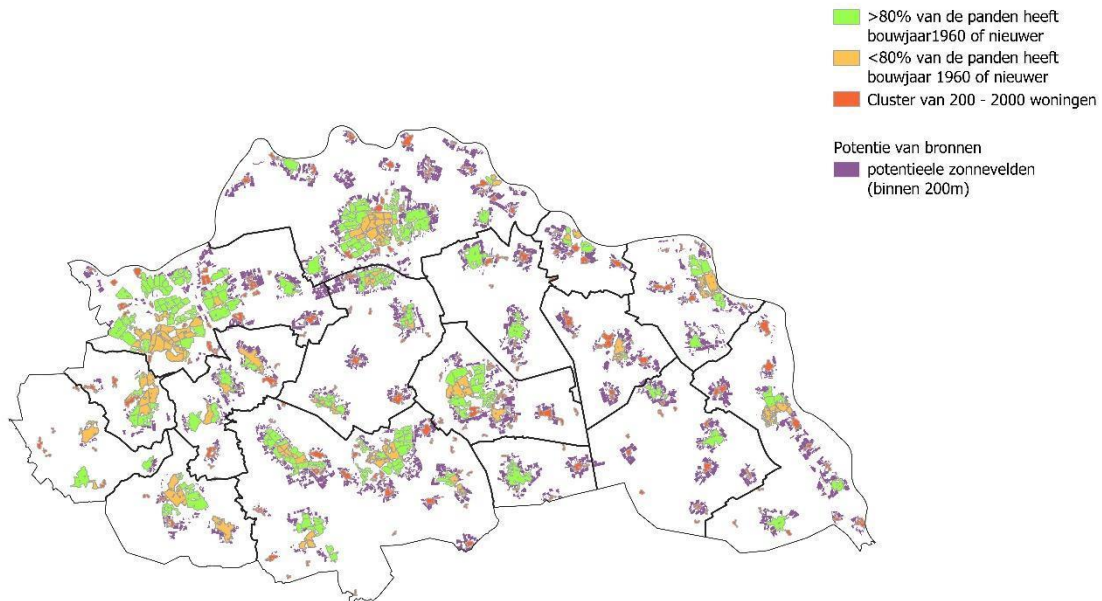 >80% van de panden heeft
bouwjaar1960 of nieuwer
<80% van de panden heeft
bouwjaar 1960 of nieuwer
Cluster van 200 - 2000 woningen
Potentie van bronnen
potentieele zonnevelden
(binnen 200m)